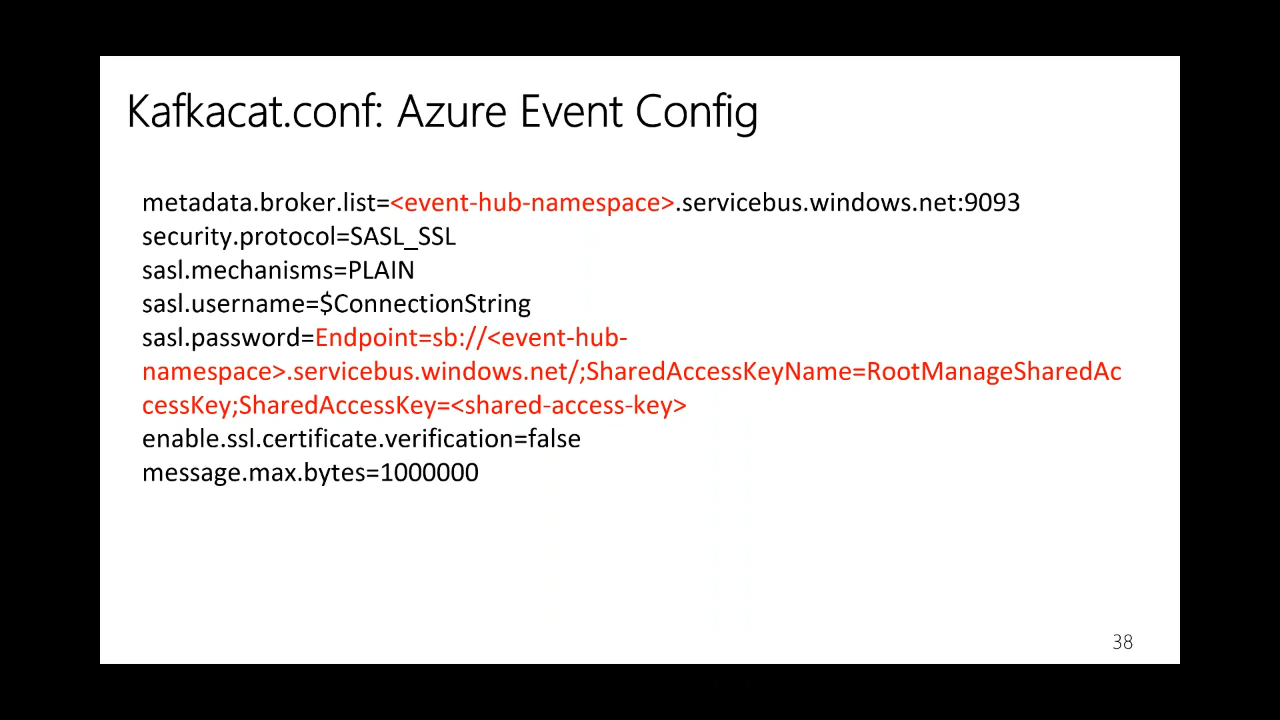 Kafkacat.conf: Azure Event Config
metadata.broker.list=<event-hub-namespace>.servicebus.windows.net:9093
security.protocol=SASL_SSL
sasl.mechanisms=PLAIN
sasl.username=$ConnectionString
sasl.password=Endpoint=sb://<event-hub-
namespace>.servicebus.windows.net/;SharedAccessKeyName=RootManageSharedAc
cessKey;SharedAccessKey=<shared-access-key>
enable.ssl.certificate.verification=false
message.max.bytes=1000000
38